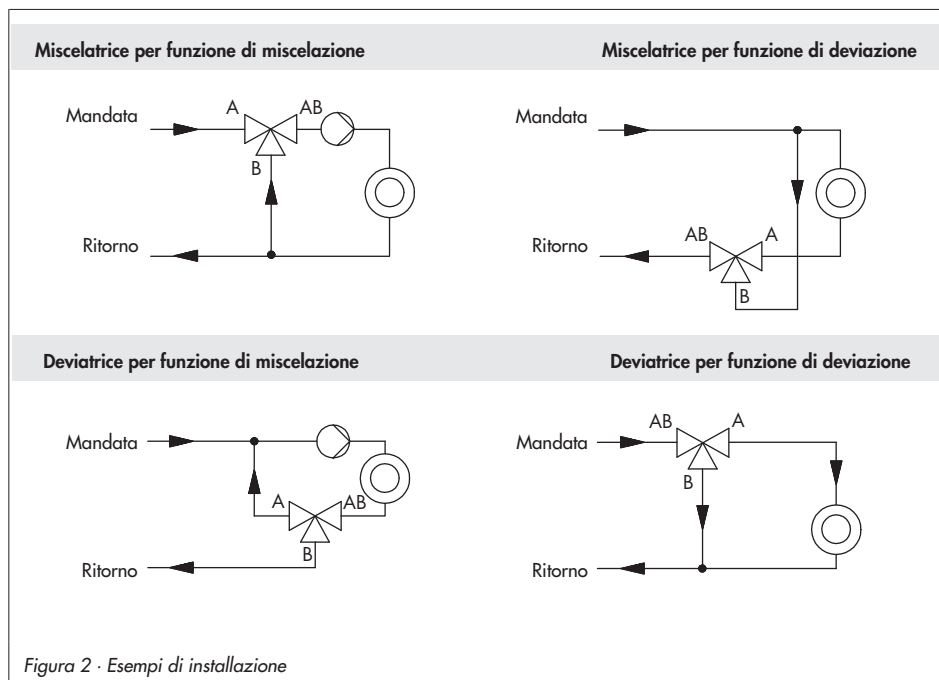 Miscelatrice per funzione di miscelazione
Miscelatrice per funzione di deviazione
Mandata
A
AB
B
Ritorno
Mandata
Ritorno
AB
A
B
Deviatrice per funzione di miscelazione
Deviatrice per funzione di deviazione
Mandata
A
AB
B
Ritorno
Mandata
AB
A
B
Ritorno
Figura 2 · Esempi di installazione